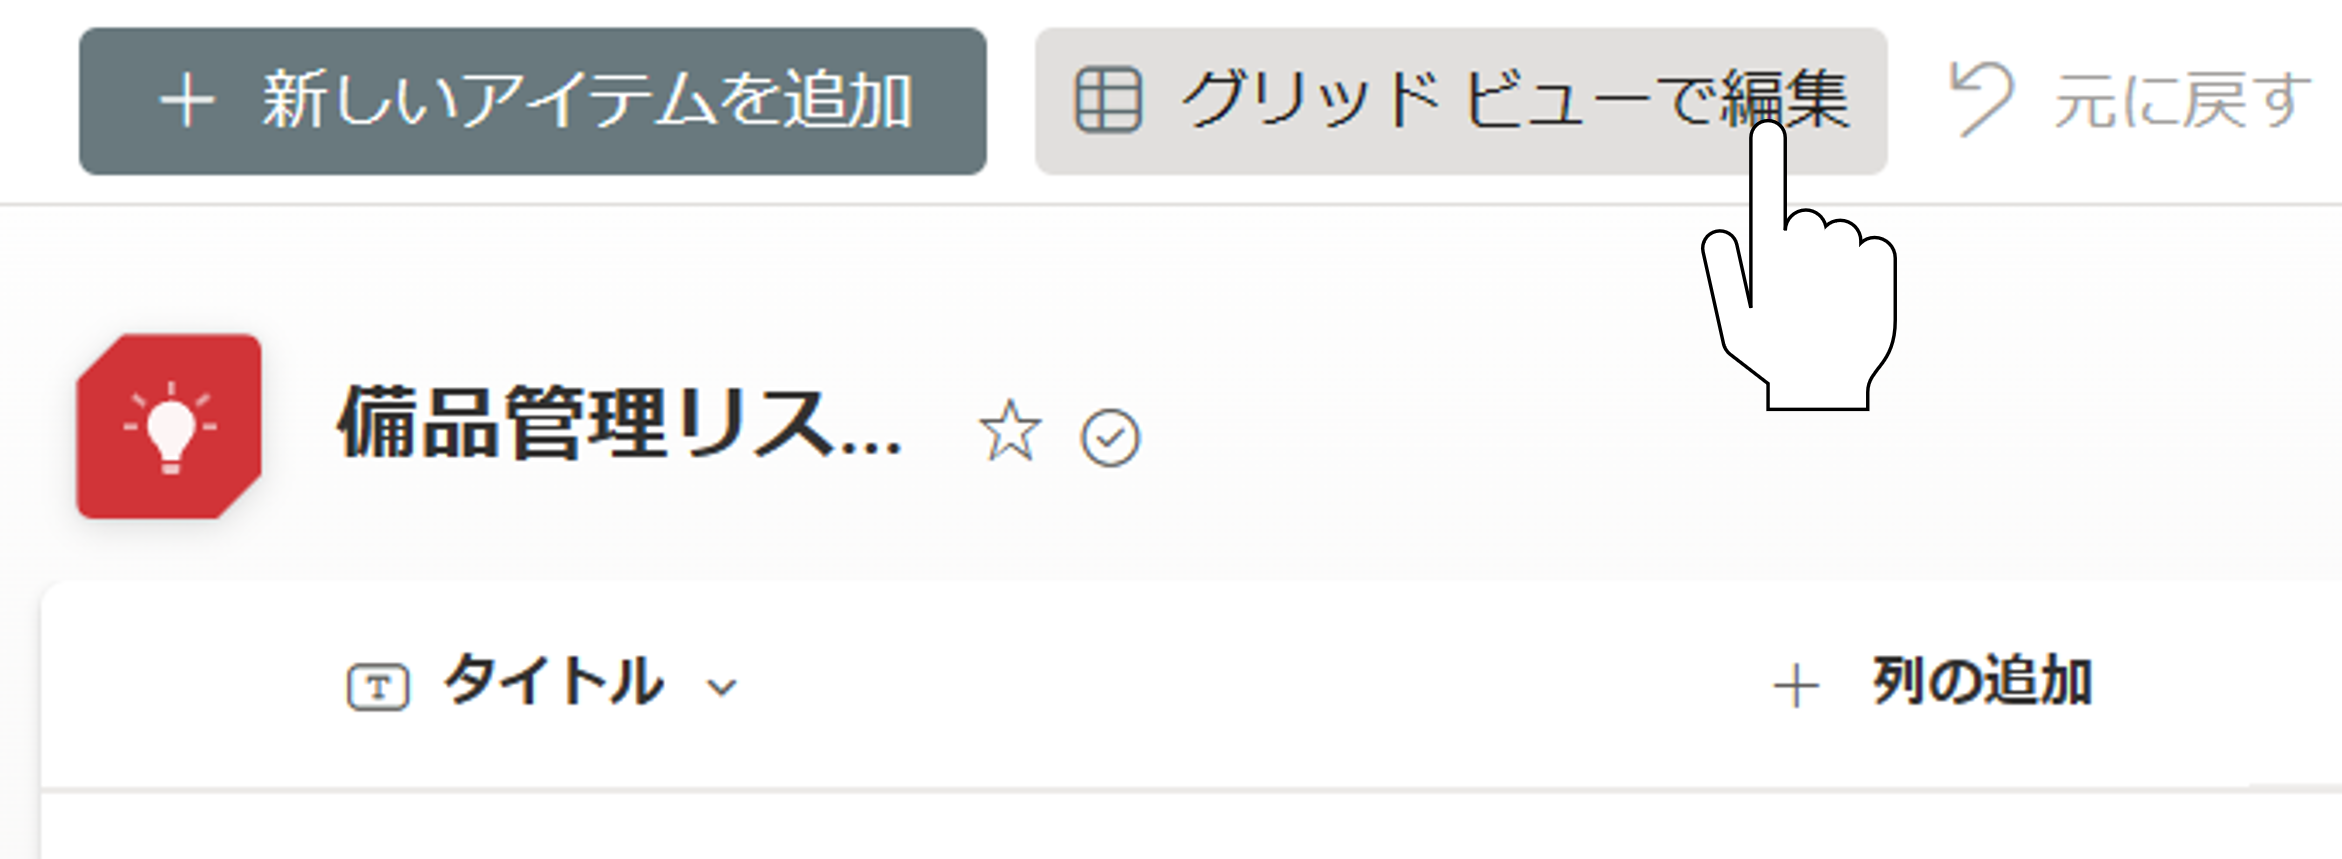 ＋ 新しいアイテムを追加 グリッド ビューで編集 元に戻す
備品管理リス...
タイトル ＋ 列の追加